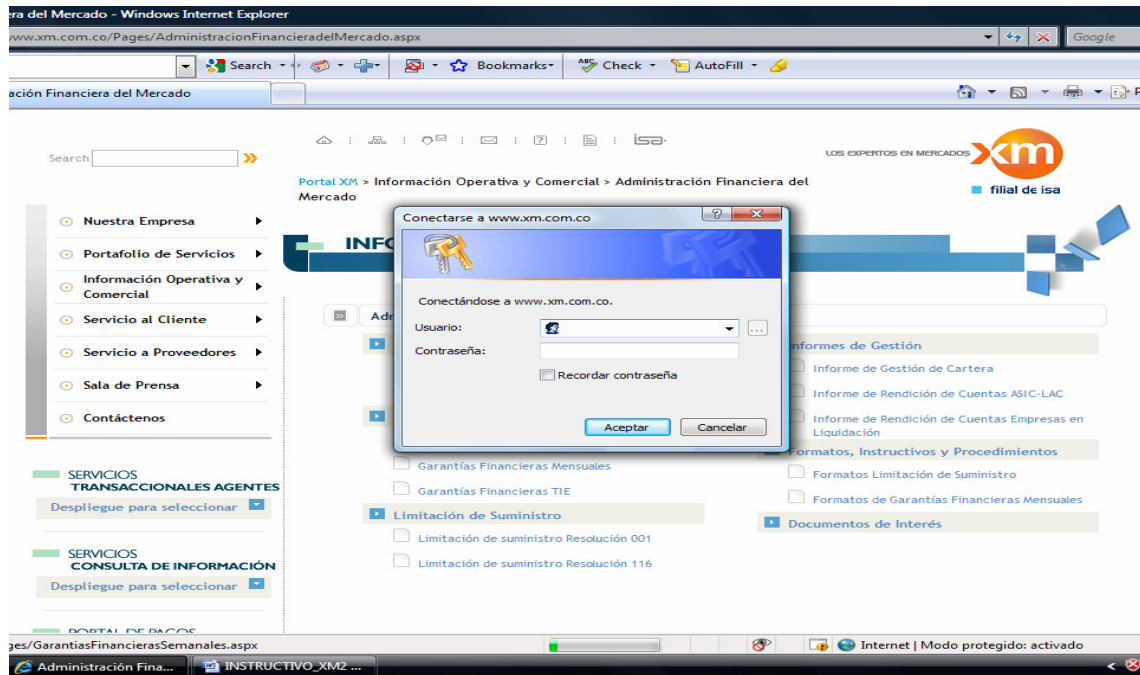 era del Mercado - Windows Internet Explorer
www.xm.com.co/Pages/AdministracionFinancieradelMercado.aspx
Google
Search
Bookmarks
Check
AutoFill
ación Financiera del Mercado
P
isa
Search
LOS EXPERTOS EN MERCADOS
xm
filial de isa
Portal XM > Información Operativa y Comercial > Administración Financiera del
Mercado
Nuestra Empresa
Portafolio de Servicios
Información Operativa y
Comercial
Servicio al Cliente
Servicio a Proveedores
Sala de Prensa
Contáctenos
SERVICIOS
TRANSACCIONALES AGENTES
Despliegue para seleccionar
SERVICIOS
CONSULTA DE INFORMACIÓN
Despliegue para seleccionar
PORTAL DE PAGOS
INFO
Adr
Conectarse a www.xm.com.co
Conectándose a www.xm.com.co.
Usuario:
Contraseña:
Recordar contraseña
Aceptar
Cancelar
Garantías Financieras Mensuales
Garantías Financieras TIE
Limitación de Suministro
Limitación de suministro Resolución 001
Limitación de suministro Resolución 116
nformes de Gestión
Informe de Gestión de Cartera
Informe de Rendición de Cuentas ASIC-LAC
Informe de Rendición de Cuentas Empresas en
Liquidación
Formatos, Instructivos y Procedimientos
Formatos Limitación de Suministro
Formatos de Garantías Financieras Mensuales
Documentos de Interés
ges/GarantiasFinancierasSemanales.aspx
Internet | Modo protegido: activado
Administración Fina...
INSTRUCTIVO_XM2 ...